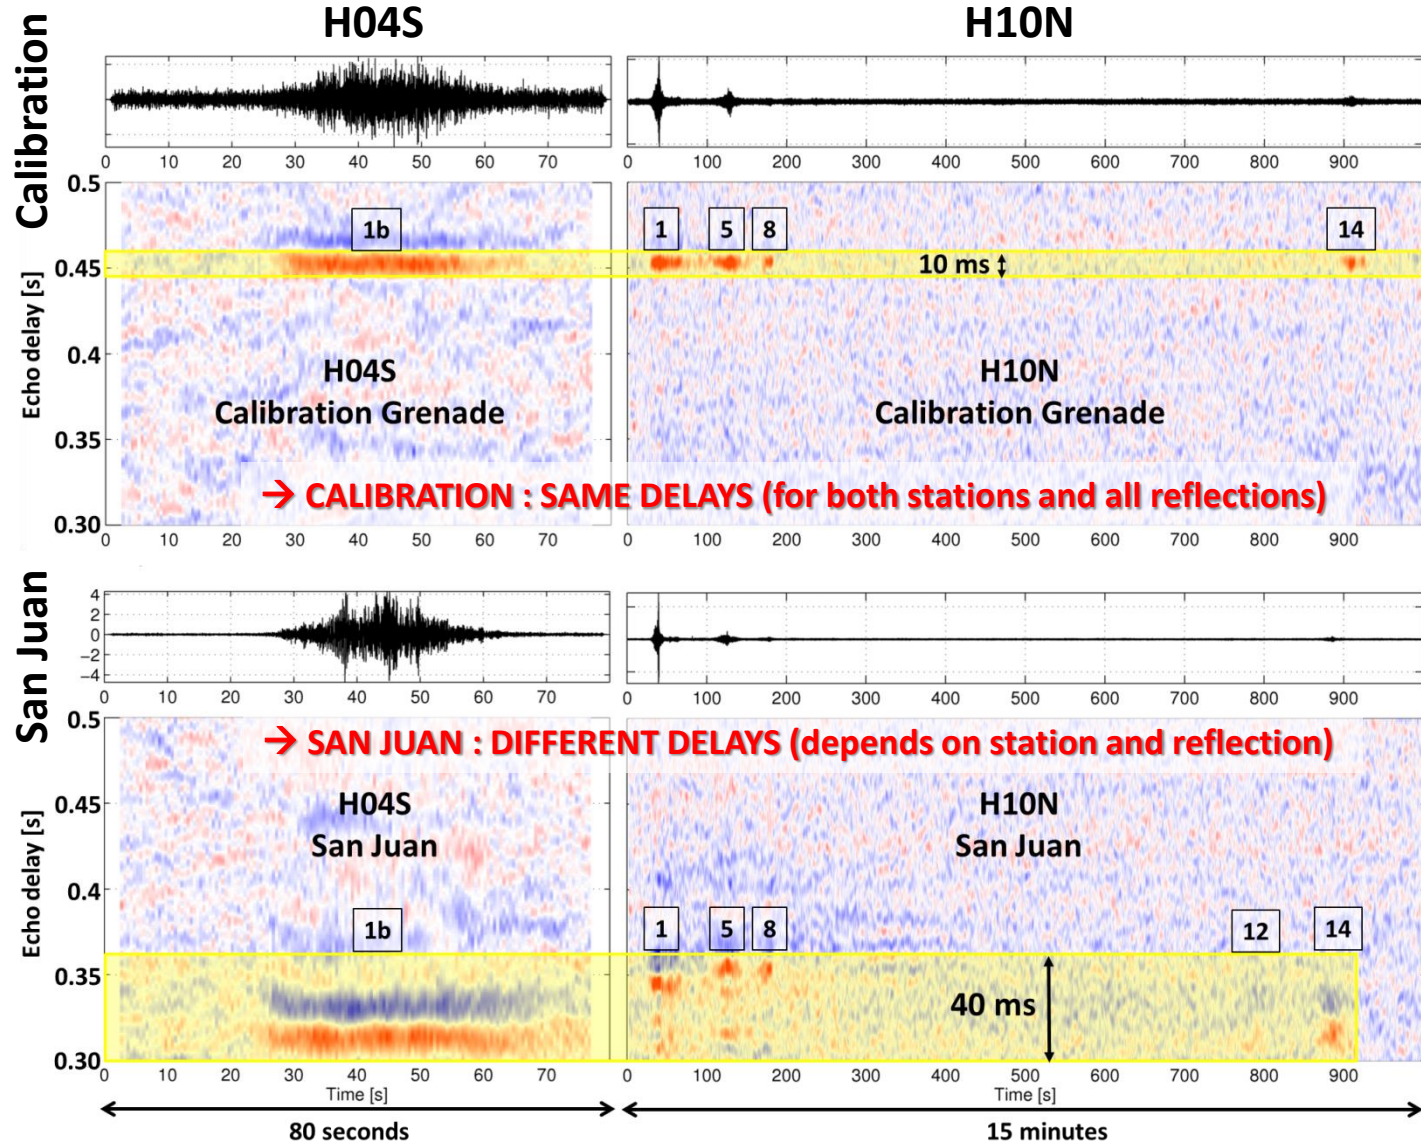 H04S H10N
Calibration
0 10 20 30 40 50 60 70 0 100 200 300 400 500 600 700 800 900
Echo delay [s]
0.5
1b 1 5 8 14
0.45 10 ms
0.4
H04S H10N
Calibration Grenade Calibration Grenade
0.35
→ CALIBRATION : SAME DELAYS (for both stations and all reflections)
0.30
0 10 20 30 40 50 60 70 0 100 200 300 400 500 600 700 800 900
San Juan
4
2
0
−2
−4
0 10 20 30 40 50 60 70 0 100 200 300 400 500 600 700 800 900
Echo delay [s]
0.5
→ SAN JUAN : DIFFERENT DELAYS (depends on station and reflection)
0.45 H04S H10N
San Juan San Juan
0.4
1b 1 5 8 12 14
0.35
40 ms
0.30
0 10 20 30 40 50 60 70 0 100 200 300 400 500 600 700 800 900
Time [s] Time [s]
80 seconds 15 minutes